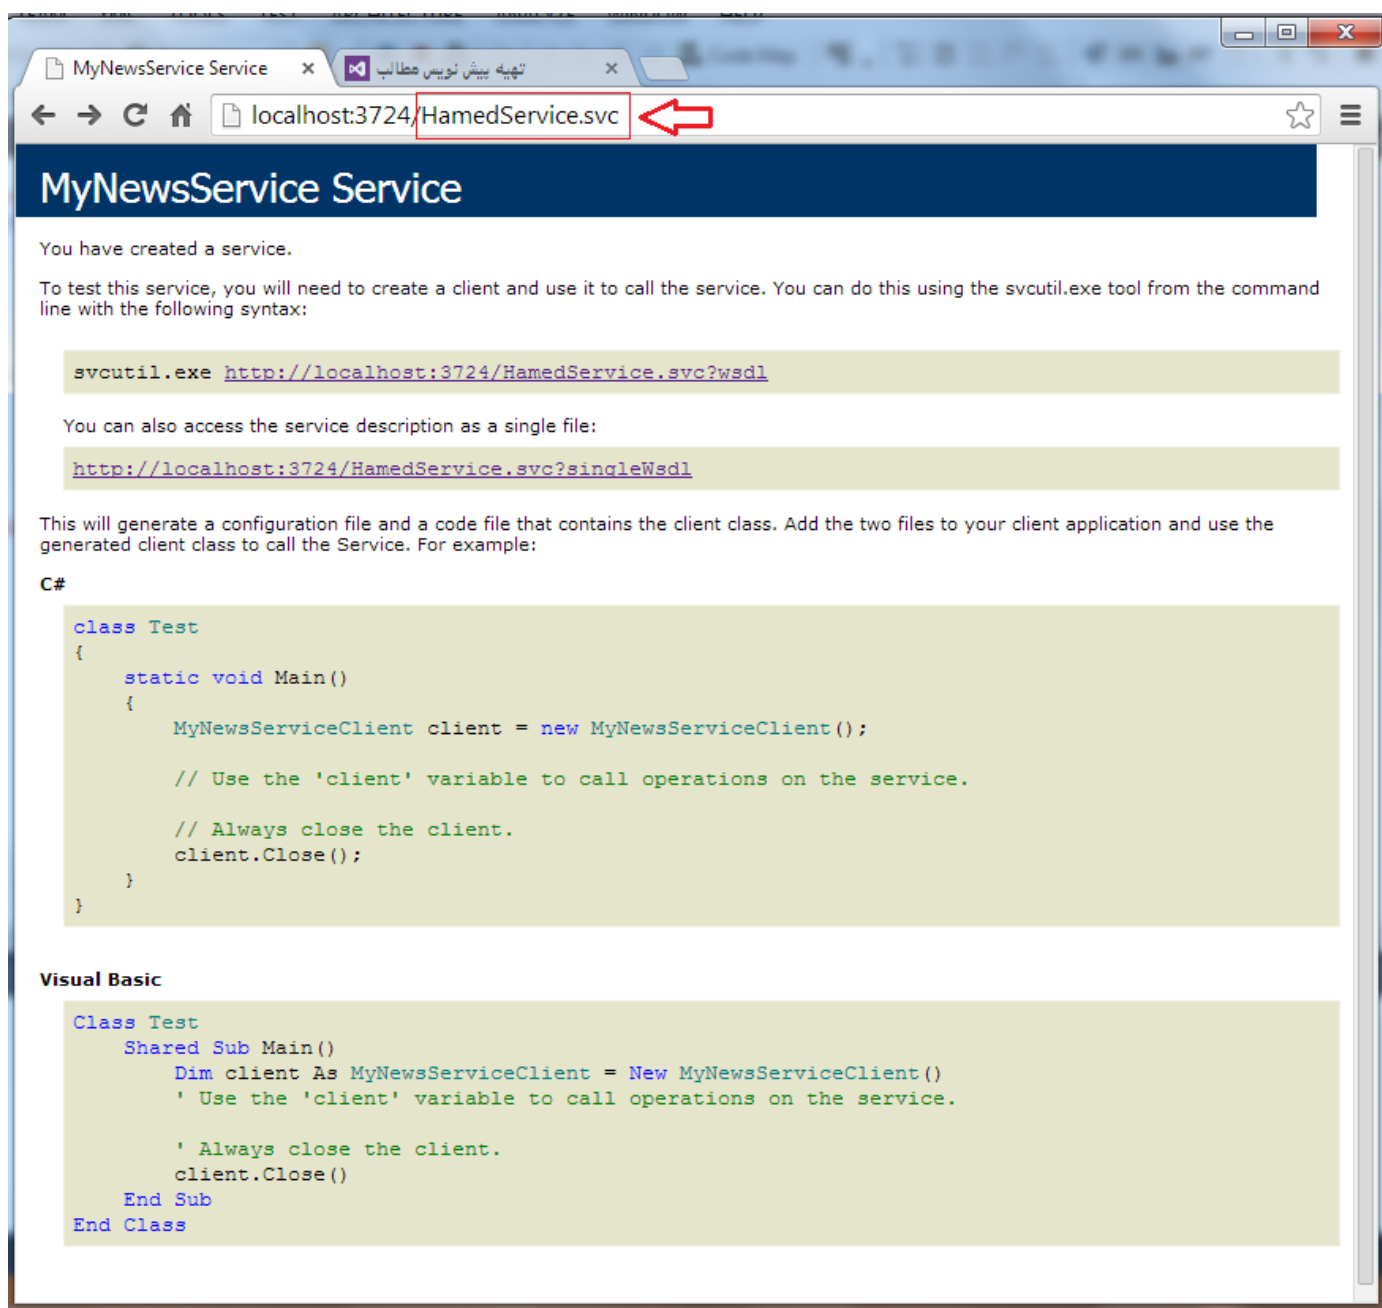 MyNewsService Service
تهیه پیش نویس مطالب
localhost:3724/HamedService.svc
MyNewsService Service
You have created a service.
To test this service, you will need to create a client and use it to call the service. You can do this using the svcutil.exe tool from the command
line with the following syntax:
svcutil.exe http://localhost:3724/HamedService.svc?wsdl
You can also access the service description as a single file:
http://localhost:3724/HamedService.svc?singleWsdl
This will generate a configuration file and a code file that contains the client class. Add the two files to your client application and use the
generated client class to call the Service. For example:
C#
class Test
{
    static void Main()
    {
        MyNewsServiceClient client = new MyNewsServiceClient();
        // Use the 'client' variable to call operations on the service.
        // Always close the client.
        client.Close();
    }
}
Visual Basic
Class Test
    Shared Sub Main()
        Dim client As MyNewsServiceClient = New MyNewsServiceClient()
        ' Use the 'client' variable to call operations on the service.
        ' Always close the client.
        client.Close()
    End Sub
End Class